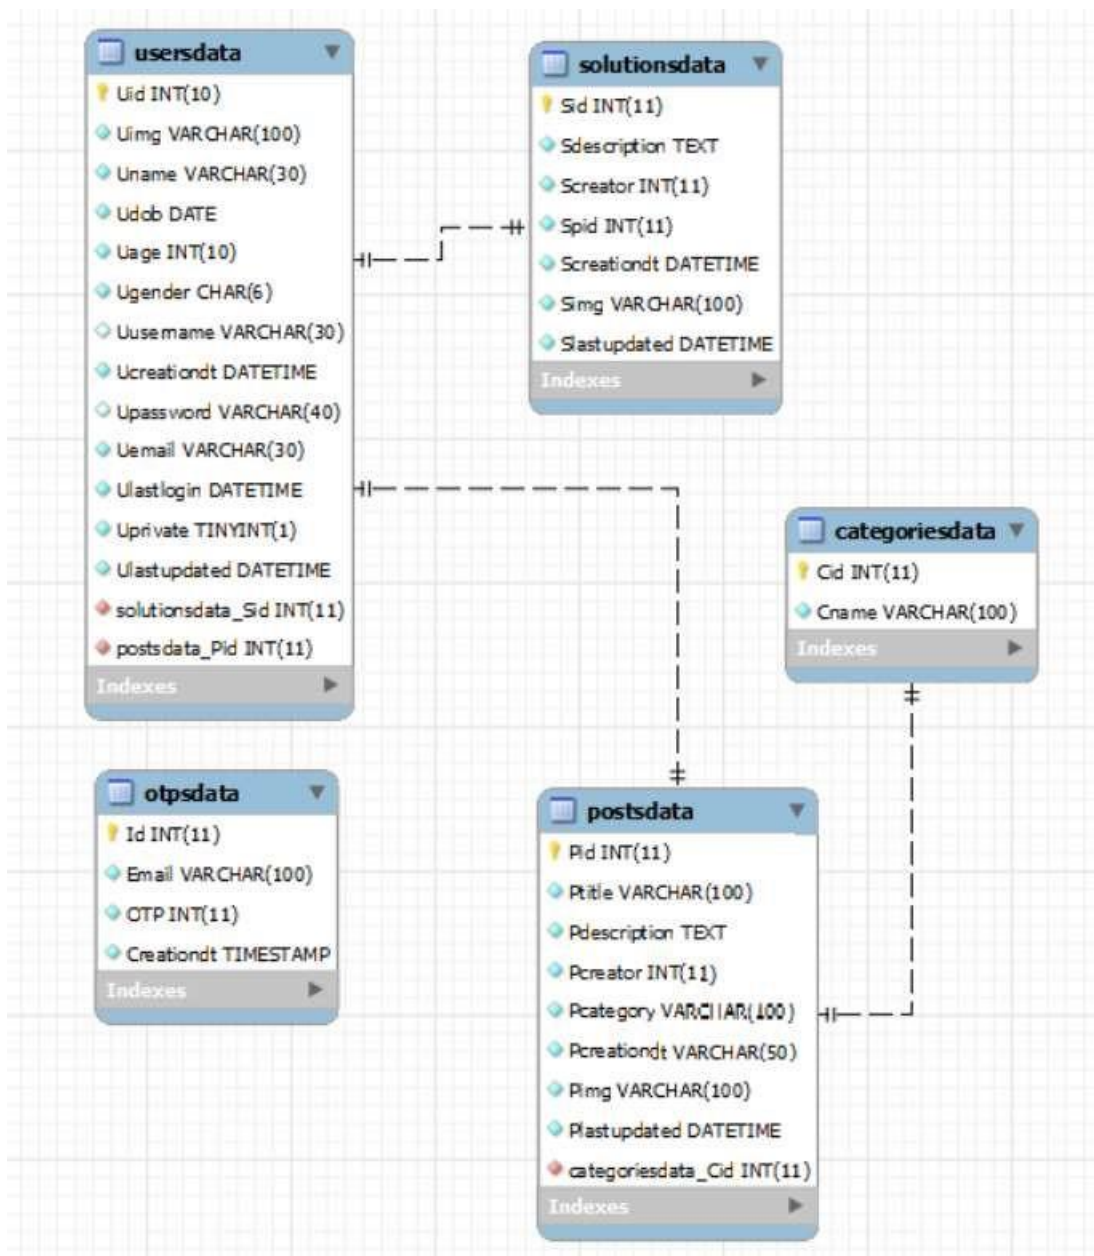 usersdata
Uid INT(10)
Uimg VARCHAR(100)
Uname VARCHAR(30)
Udob DATE
Uage INT(10)
Ugender CHAR(6)
Uusername VARCHAR(30)
Ucreationdt DATETIME
Upassword VARCHAR(40)
Uemail VARCHAR(30)
Ulastlogin DATETIME
Uprivate TINYINT(1)
Ulastupdated DATETIME
solutionsdata_Sid INT(11)
postsdata_Pid INT(11)
Indexes
solutionsdata
Sid INT(11)
Sdescription TEXT
Screator INT(11)
Spid INT(11)
Screationdt DATETIME
Simg VARCHAR(100)
Slastupdated DATETIME
Indexes
categoriesdata
Cid INT(11)
Cname VARCHAR(100)
Indexes
otpsdata
Id INT(11)
Email VARCHAR(100)
OTP INT(11)
Creationdt TIMESTAMP
Indexes
postsdata
Pid INT(11)
Ptitle VARCHAR(100)
Pdescription TEXT
Pcreator INT(11)
Pcategory VARCHAR(100)
Pcreationdt VARCHAR(50)
Pimg VARCHAR(100)
Plastupdated DATETIME
categoriesdata_Cid INT(11)
Indexes